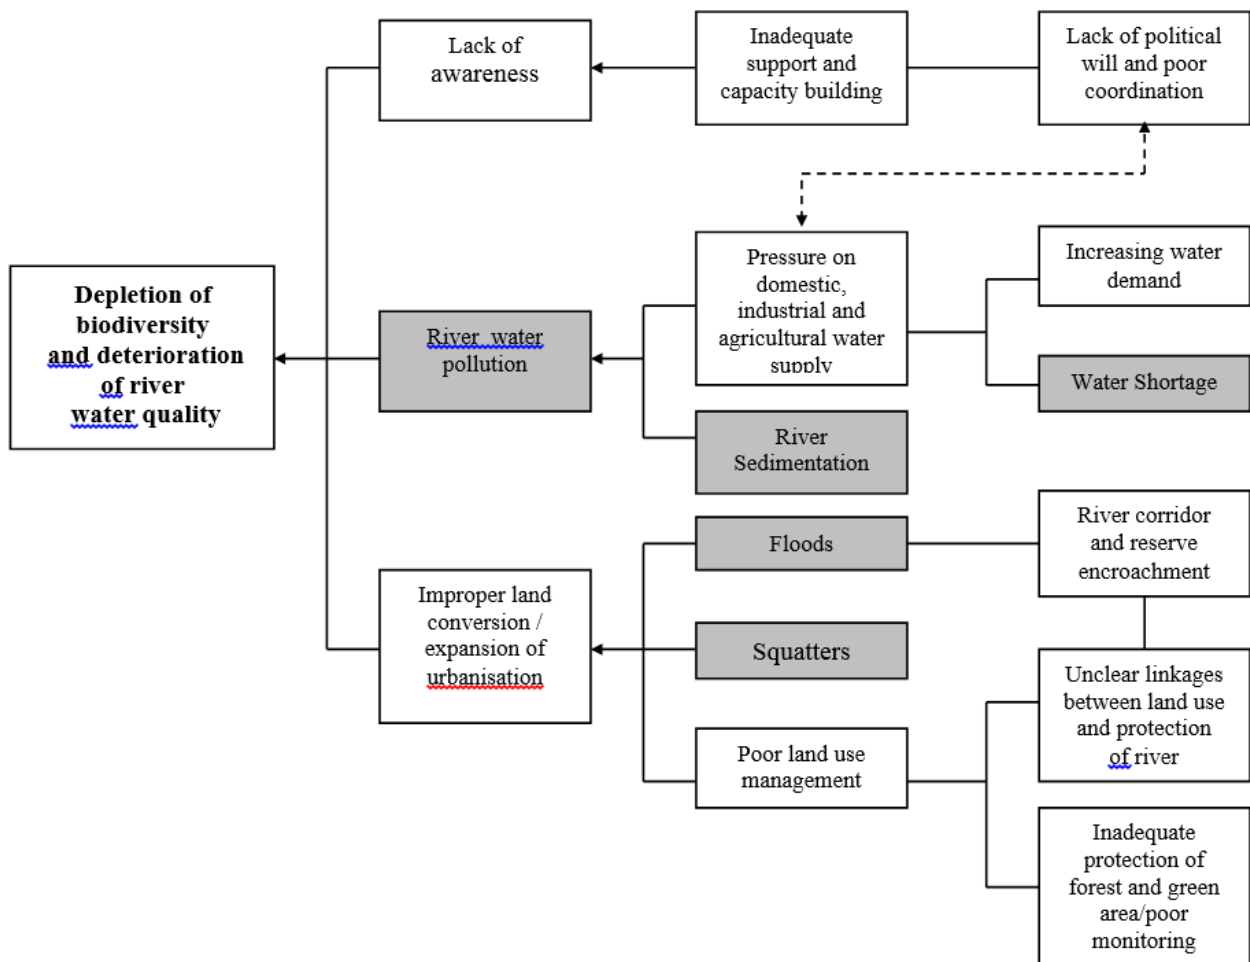 Lack of
awareness
Inadequate
support and
capacity building
Lack of political
will and poor
coordination
Depletion of
biodiversity
and deterioration
of river
water quality
River water
pollution
Pressure on
domestic,
industrial and
agricultural water
supply
Increasing water
demand
Water Shortage
River
Sedimentation
Improper land
conversion /
expansion of
urbanisation
Floods
River corridor
and reserve
encroachment
Squatters
Unclear linkages
between land use
and protection
of river
Poor land use
management
Inadequate
protection of
forest and green
area/poor
monitoring